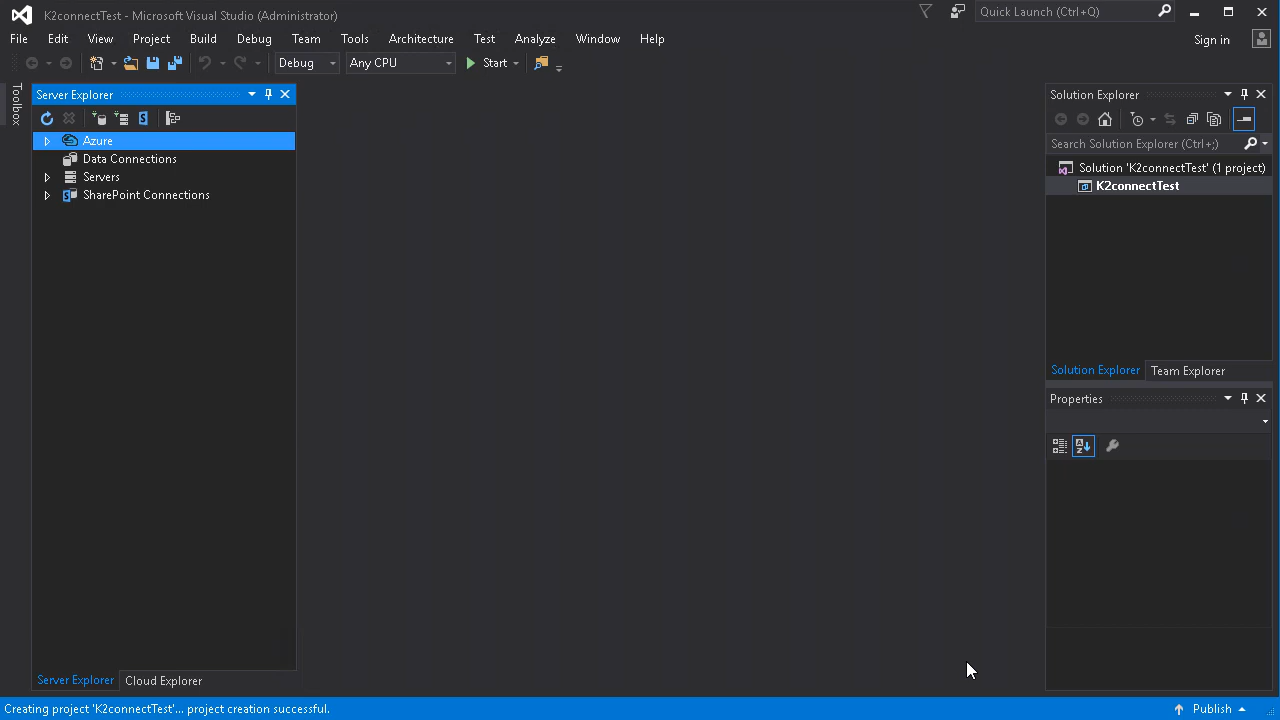 K2connectTest - Microsoft Visual Studio (Administrator)
Quick Launch (Ctrl+Q)
File Edit View Project Build Debug Team Tools Architecture Test Analyze Window Help
Sign in
Debug Any CPU Start
Toolbox
Server Explorer
Azure
Data Connections
Servers
SharePoint Connections
Server Explorer Cloud Explorer
Solution Explorer
Search Solution Explorer (Ctrl+;)
Solution 'K2connectTest' (1 project)
K2connectTest
Solution Explorer Team Explorer
Properties
Creating project 'K2connectTest'... project creation successful.
Publish